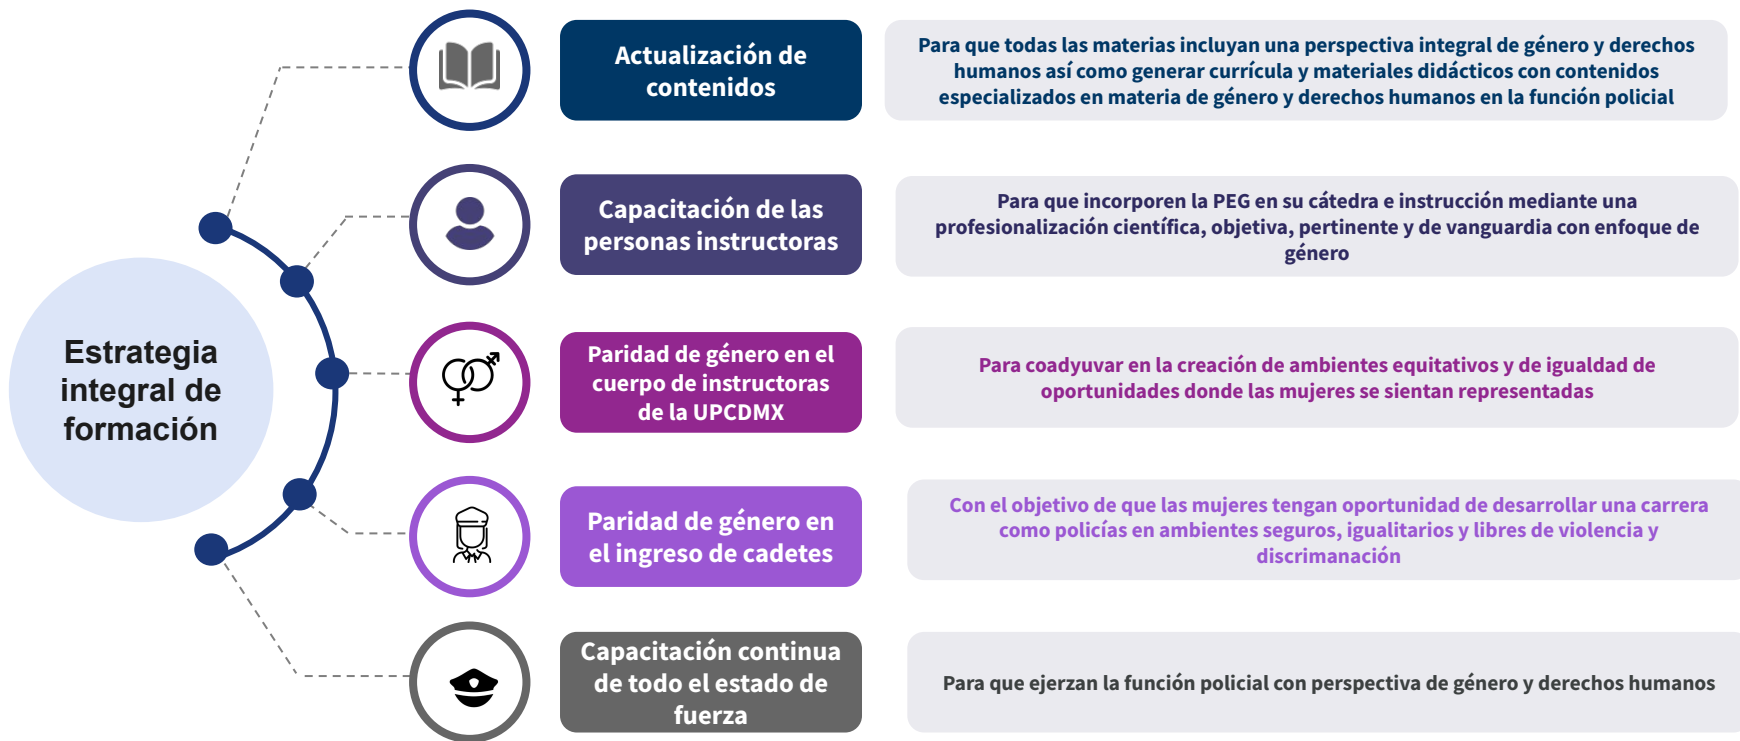 Estrategia
integral de
formación
Actualización de
contenidos
Para que todas las materias incluyan una perspectiva integral de género y derechos
humanos así como generar currícula y materiales didácticos con contenidos
especializados en materia de género y derechos humanos en la función policial
Capacitación de las
personas instructoras
Para que incorporen la PEG en su cátedra e instrucción mediante una
profesionalización científica, objetiva, pertinente y de vanguardia con enfoque de
género
Paridad de género en el
cuerpo de instructoras
de la UPCDMX
Para coadyuvar en la creación de ambientes equitativos y de igualdad de
oportunidades donde las mujeres se sientan representadas
Paridad de género en
el ingreso de cadetes
Con el objetivo de que las mujeres tengan oportunidad de desarrollar una carrera
como policías en ambientes seguros, igualitarios y libres de violencia y
discrimanación
Capacitación continua
de todo el estado de
fuerza
Para que ejerzan la función policial con perspectiva de género y derechos humanos